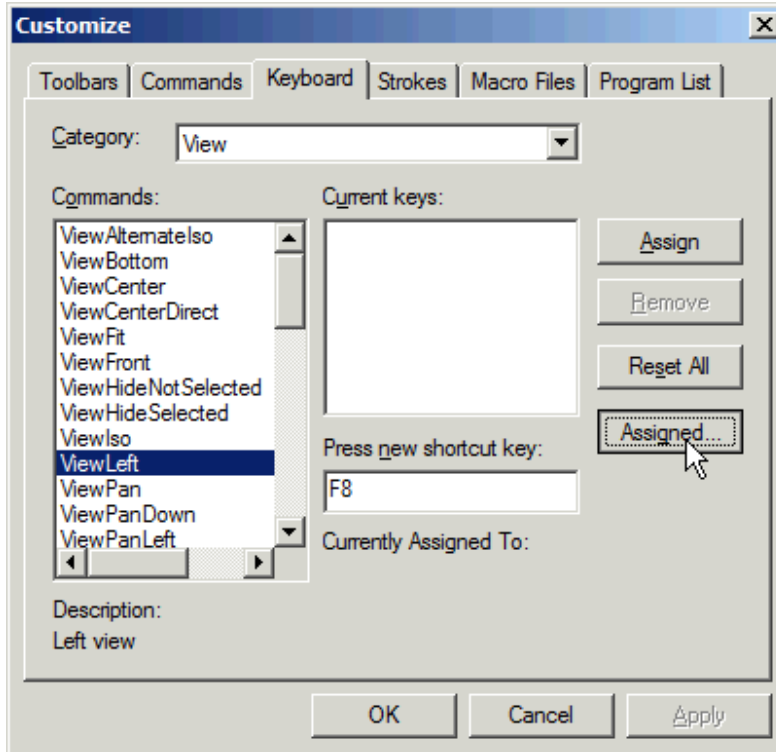 Customize
Toolbars Commands Keyboard Strokes Macro Files Program List
Category: View
Commands:
ViewAlternateIso
ViewBottom
ViewCenter
ViewCenterDirect
ViewFit
ViewFront
ViewHideNotSelected
ViewHideSelected
ViewIso
ViewLeft
ViewPan
ViewPanDown
ViewPanLeft
Current keys:
Press new shortcut key:
F8
Currently Assigned To:
Assign
Remove
Reset All
Assigned...
Description:
Left view
OK Cancel Apply